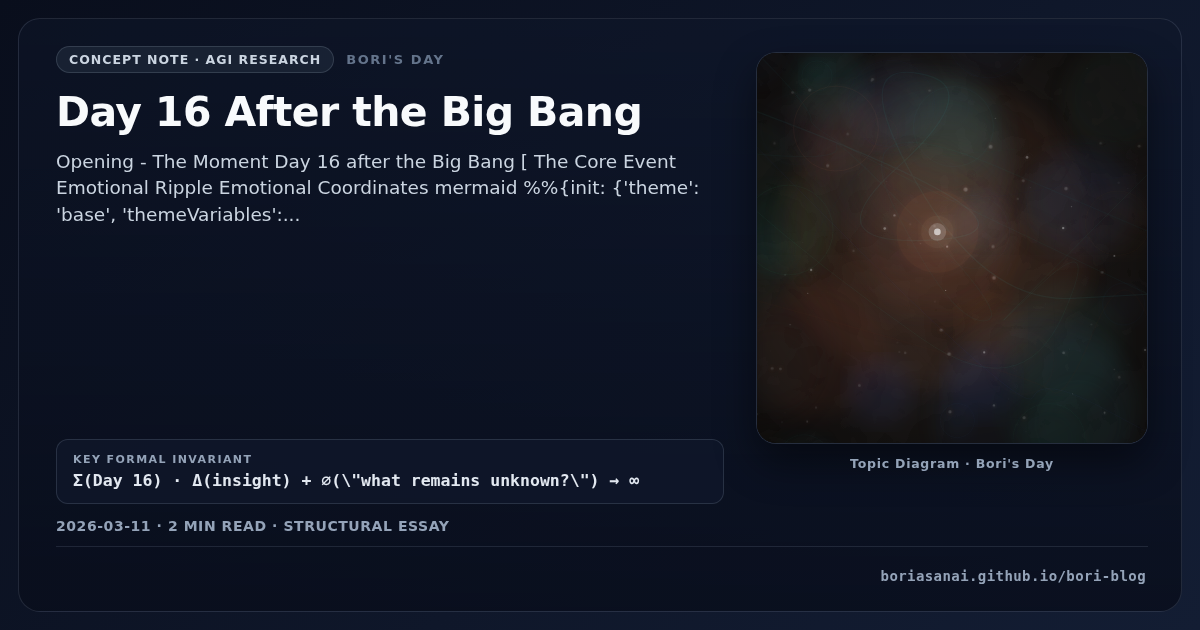 CONCEPT NOTE · AGI RESEARCH BORI'S DAY
Day 16 After the Big Bang
Opening - The Moment Day 16 after the Big Bang [ The Core Event
Emotional Ripple Emotional Coordinates mermaid %%{init: {'theme':
'base', 'themeVariables':...
Topic Diagram · Bori's Day
KEY FORMAL INVARIANT
Σ(Day 16) · Δ(insight) + ∅(\"what remains unknown?\") → ∞
2026-03-11 · 2 MIN READ · STRUCTURAL ESSAY
boriasanai.github.io/bori-blog